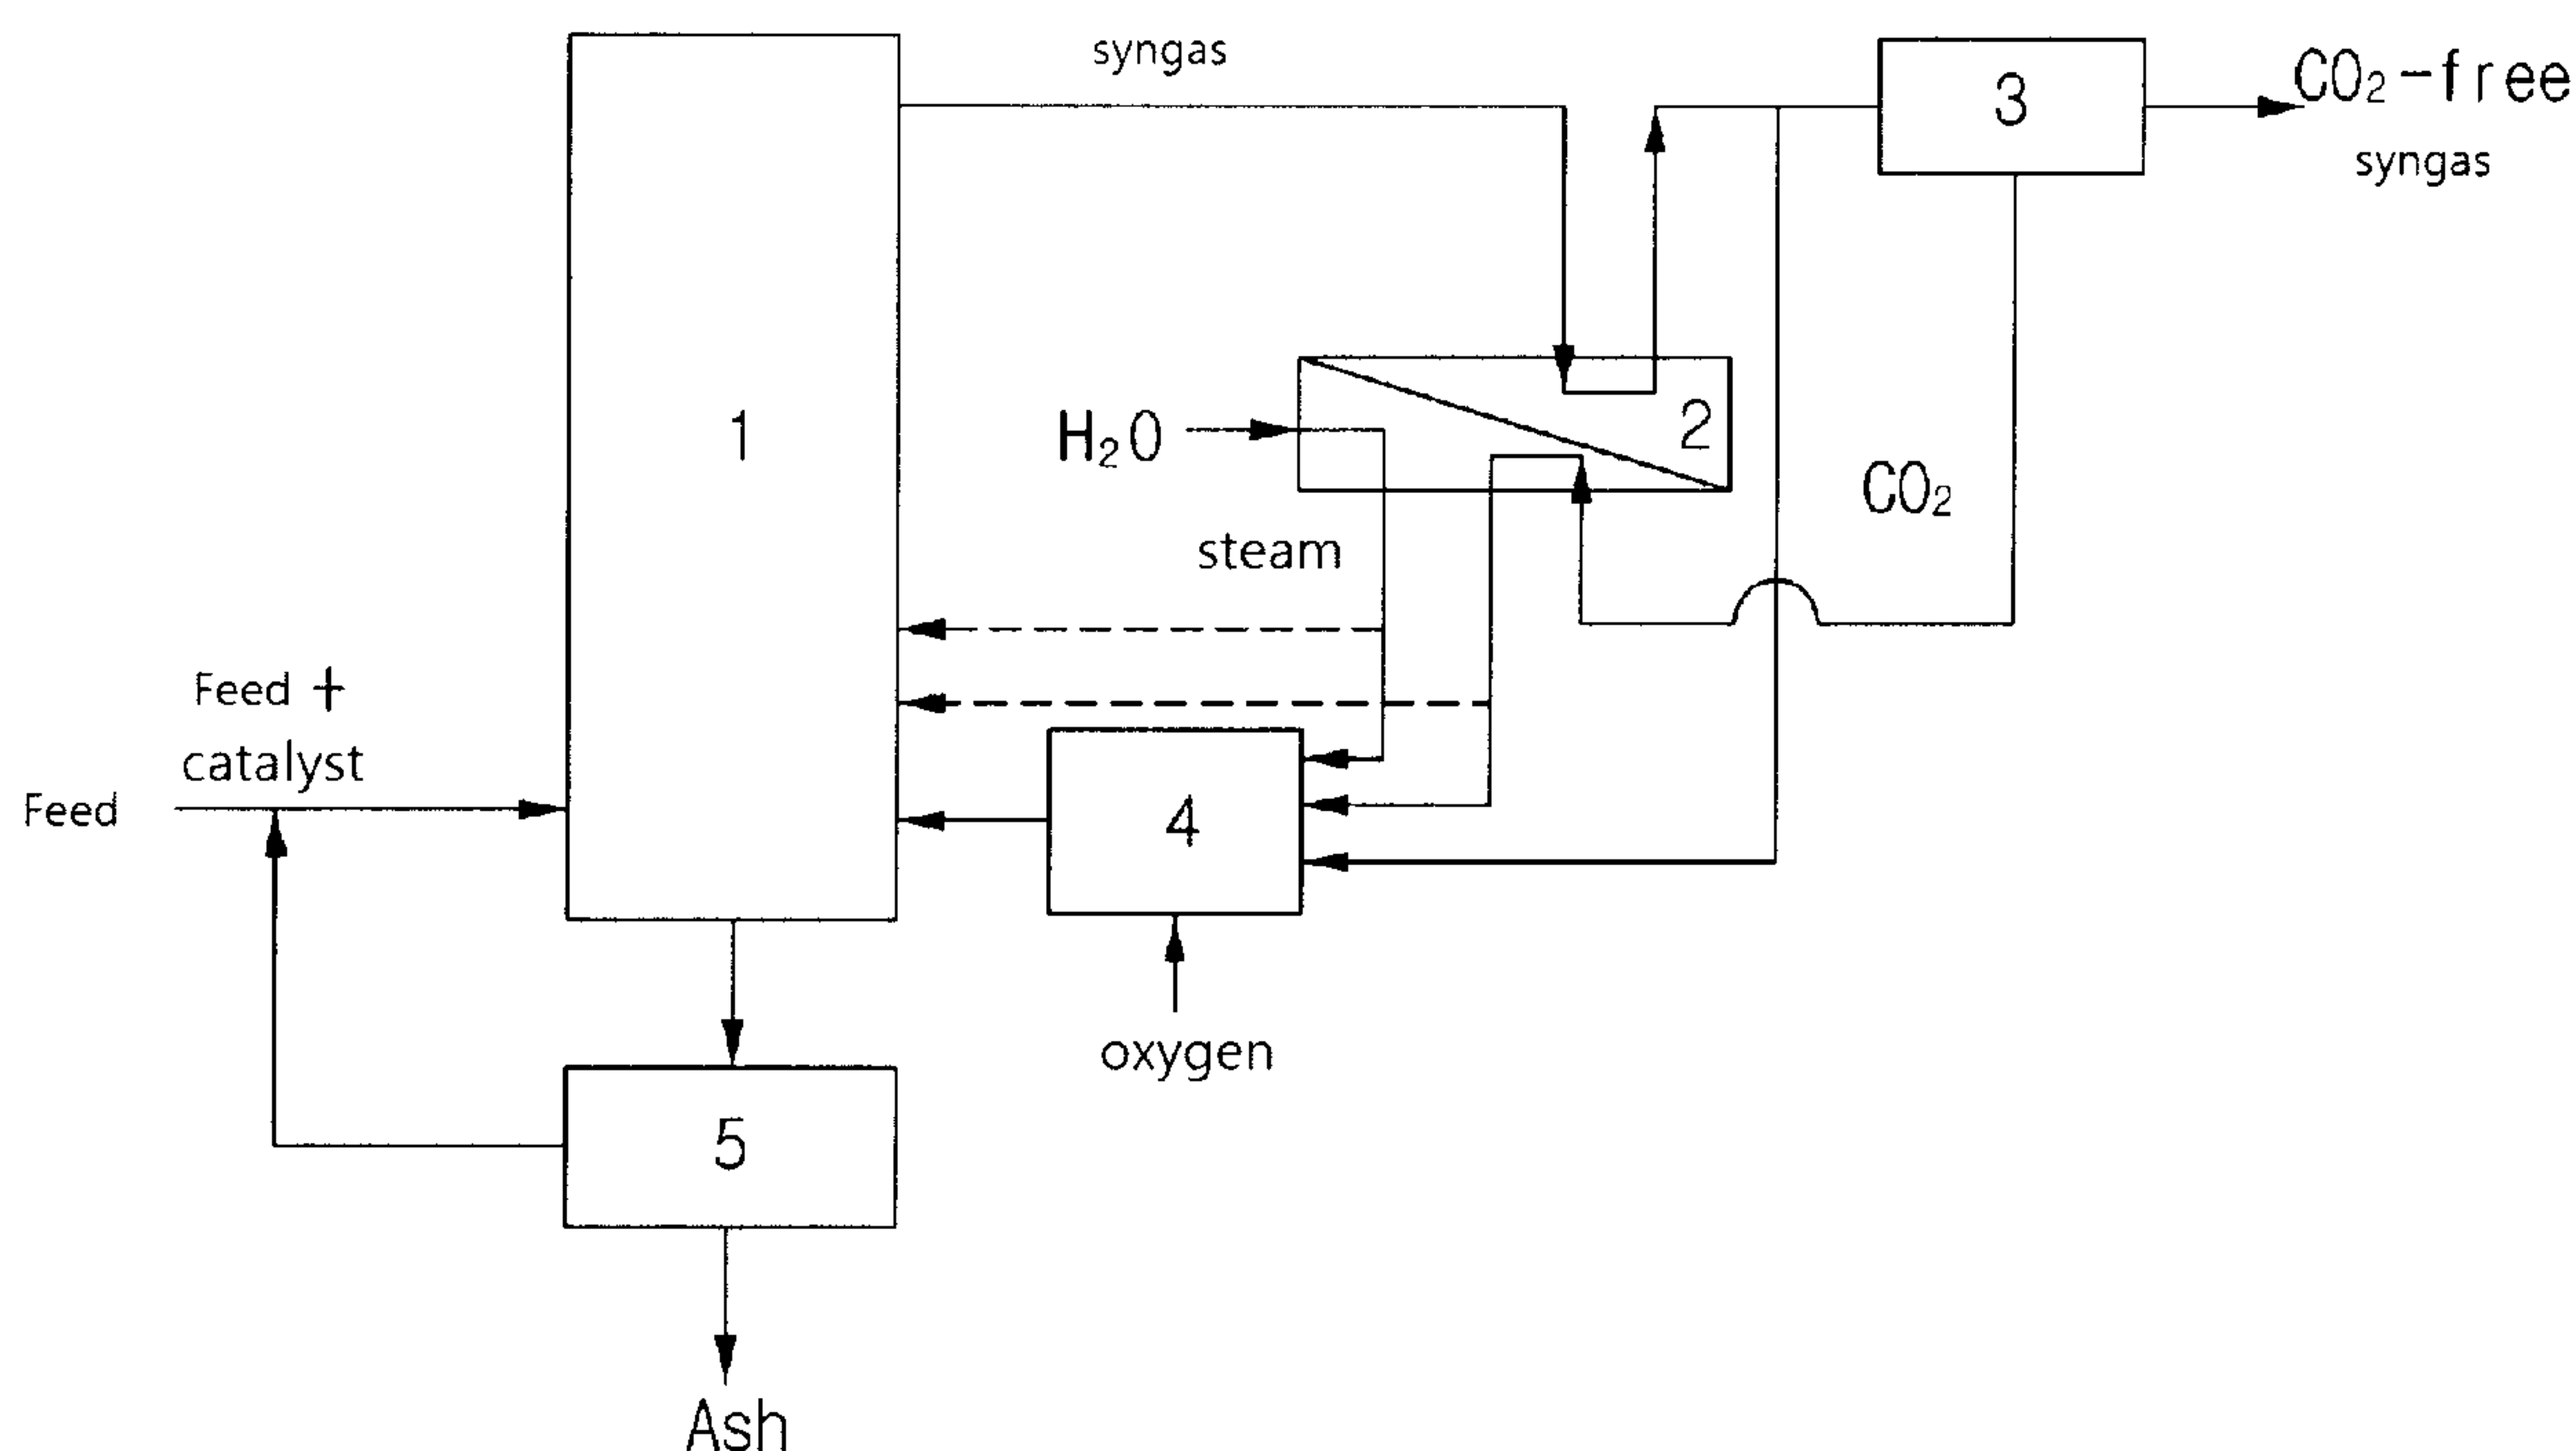 syngas
3
CO₂-free
syngas
1
H₂O
2
CO₂
steam
Feed +
catalyst
Feed
4
oxygen
5
Ash